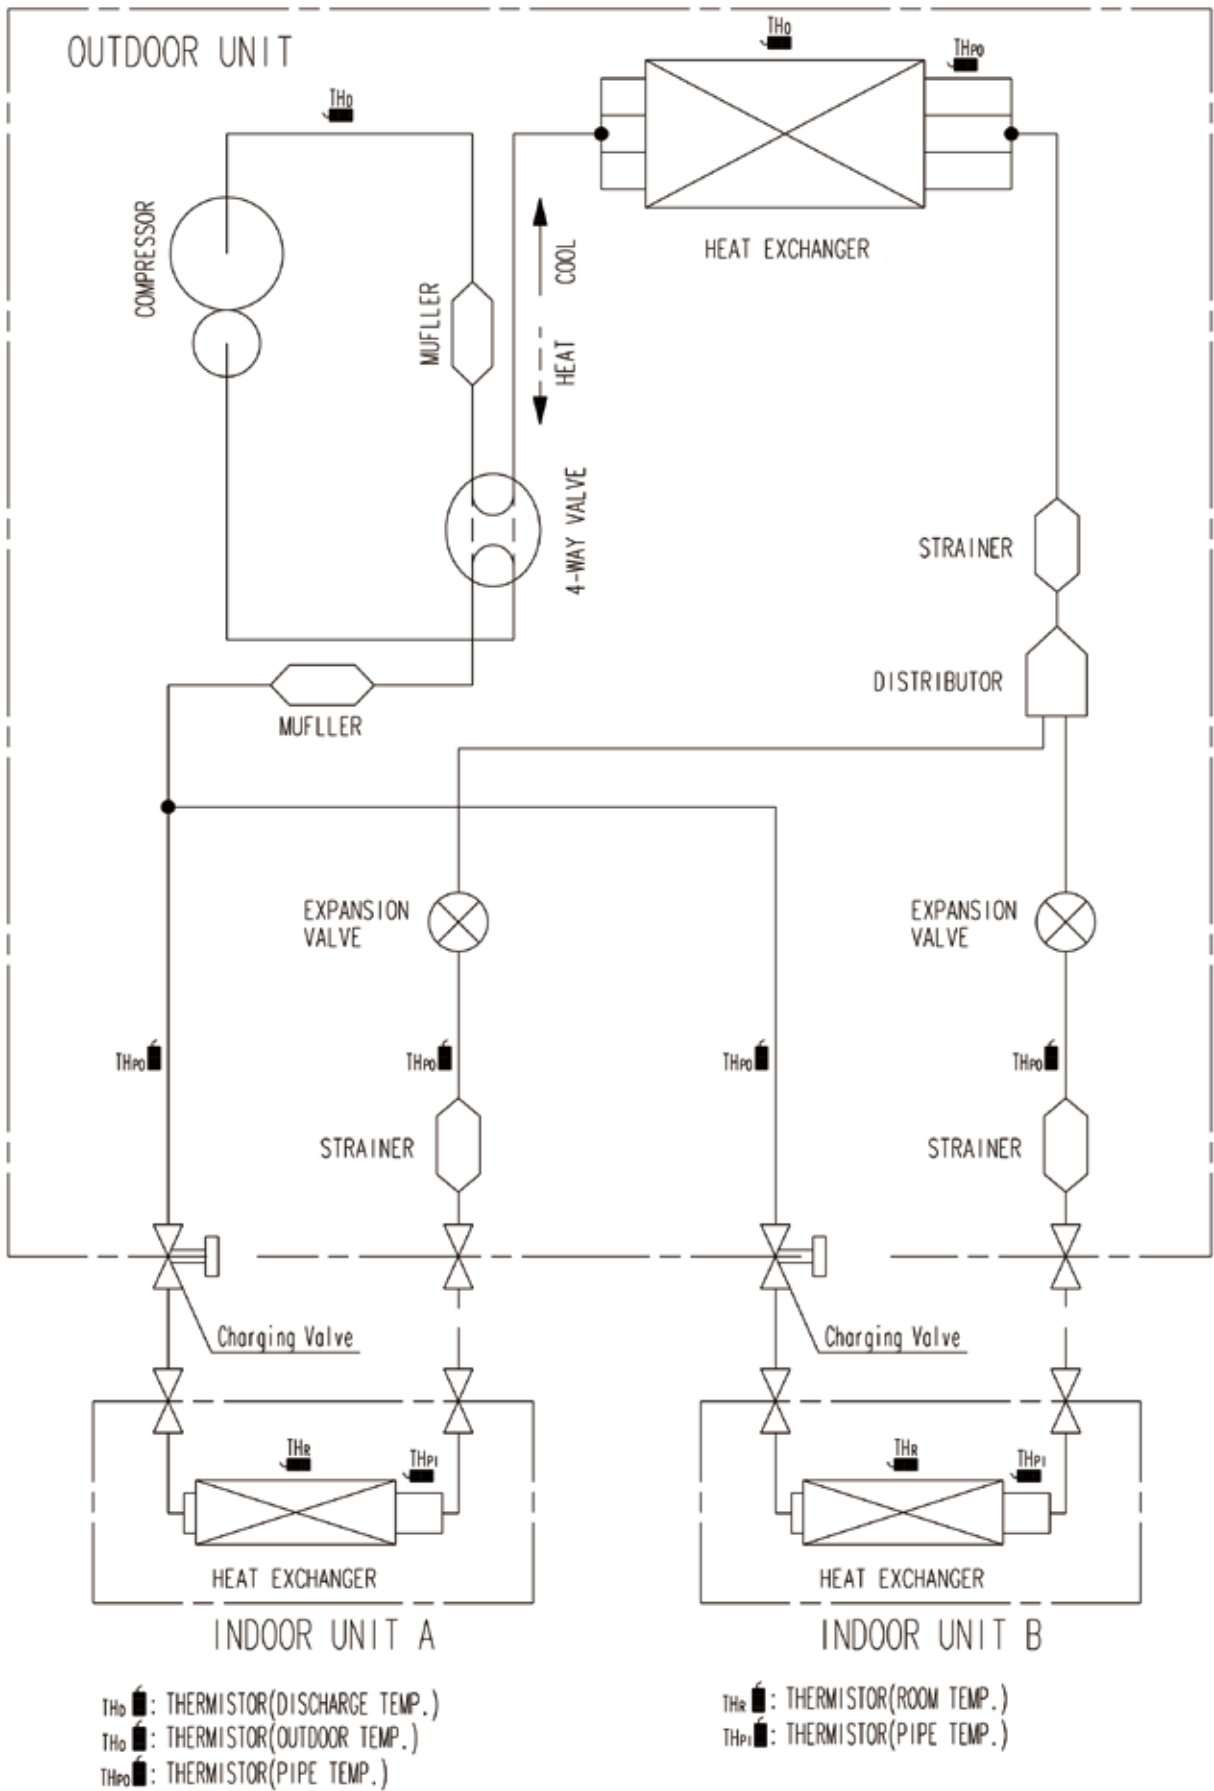 OUTDOOR UNIT
THO
THPO
THD
COMPRESSOR
MUFLLER
COOL
HEAT
HEAT EXCHANGER
4-WAY VALVE
STRAINER
DISTRIBUTOR
MUFLLER
EXPANSION
VALVE
EXPANSION
VALVE
THPO
THPO
THPO
THPO
STRAINER
STRAINER
Charging Valve
Charging Valve
THR
THPI
THR
THPI
HEAT EXCHANGER
HEAT EXCHANGER
INDOOR UNIT A
INDOOR UNIT B
THD : THERMISTOR(DISCHARGE TEMP.)
THO : THERMISTOR(OUTDOOR TEMP.)
THPO : THERMISTOR(PIPE TEMP.)
THR : THERMISTOR(ROOM TEMP.)
THPI : THERMISTOR(PIPE TEMP.)